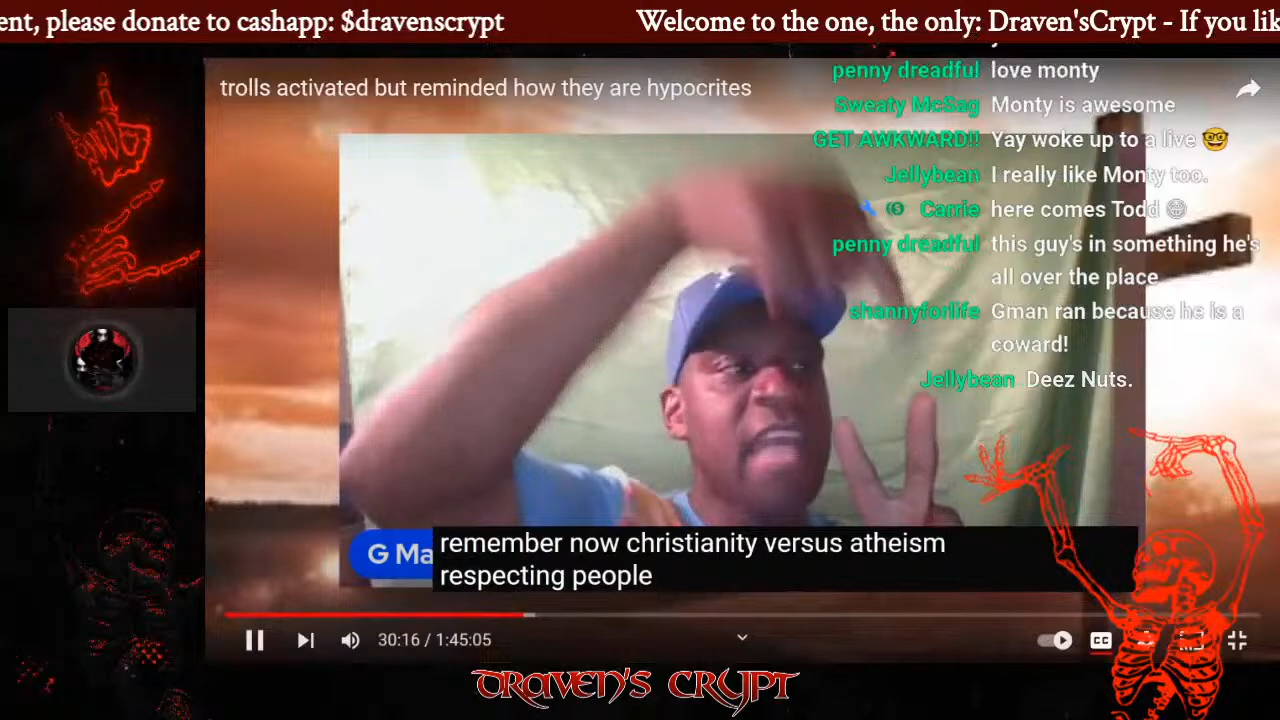 ent, please donate to cashapp: $dravenscrypt
Welcome to the one, the only: Draven'sCrypt - If you lik
trolls activated but reminded how they are hypocrites
penny dreadful love monty
Sweaty McSag Monty is awesome
GET AWKWARD!! Yay woke up to a live 🤓
Jellybean I really like Monty too.
Carrie here comes Todd
penny dreadful this guy's in something he's
all over the place
shannyforlife Gman ran because he is a
coward!
Jellybean Deez Nuts.
G Ma
remember now christianity versus atheism
respecting people
30:16 / 1:45:05
CC
DRAVEN'S CRYPT